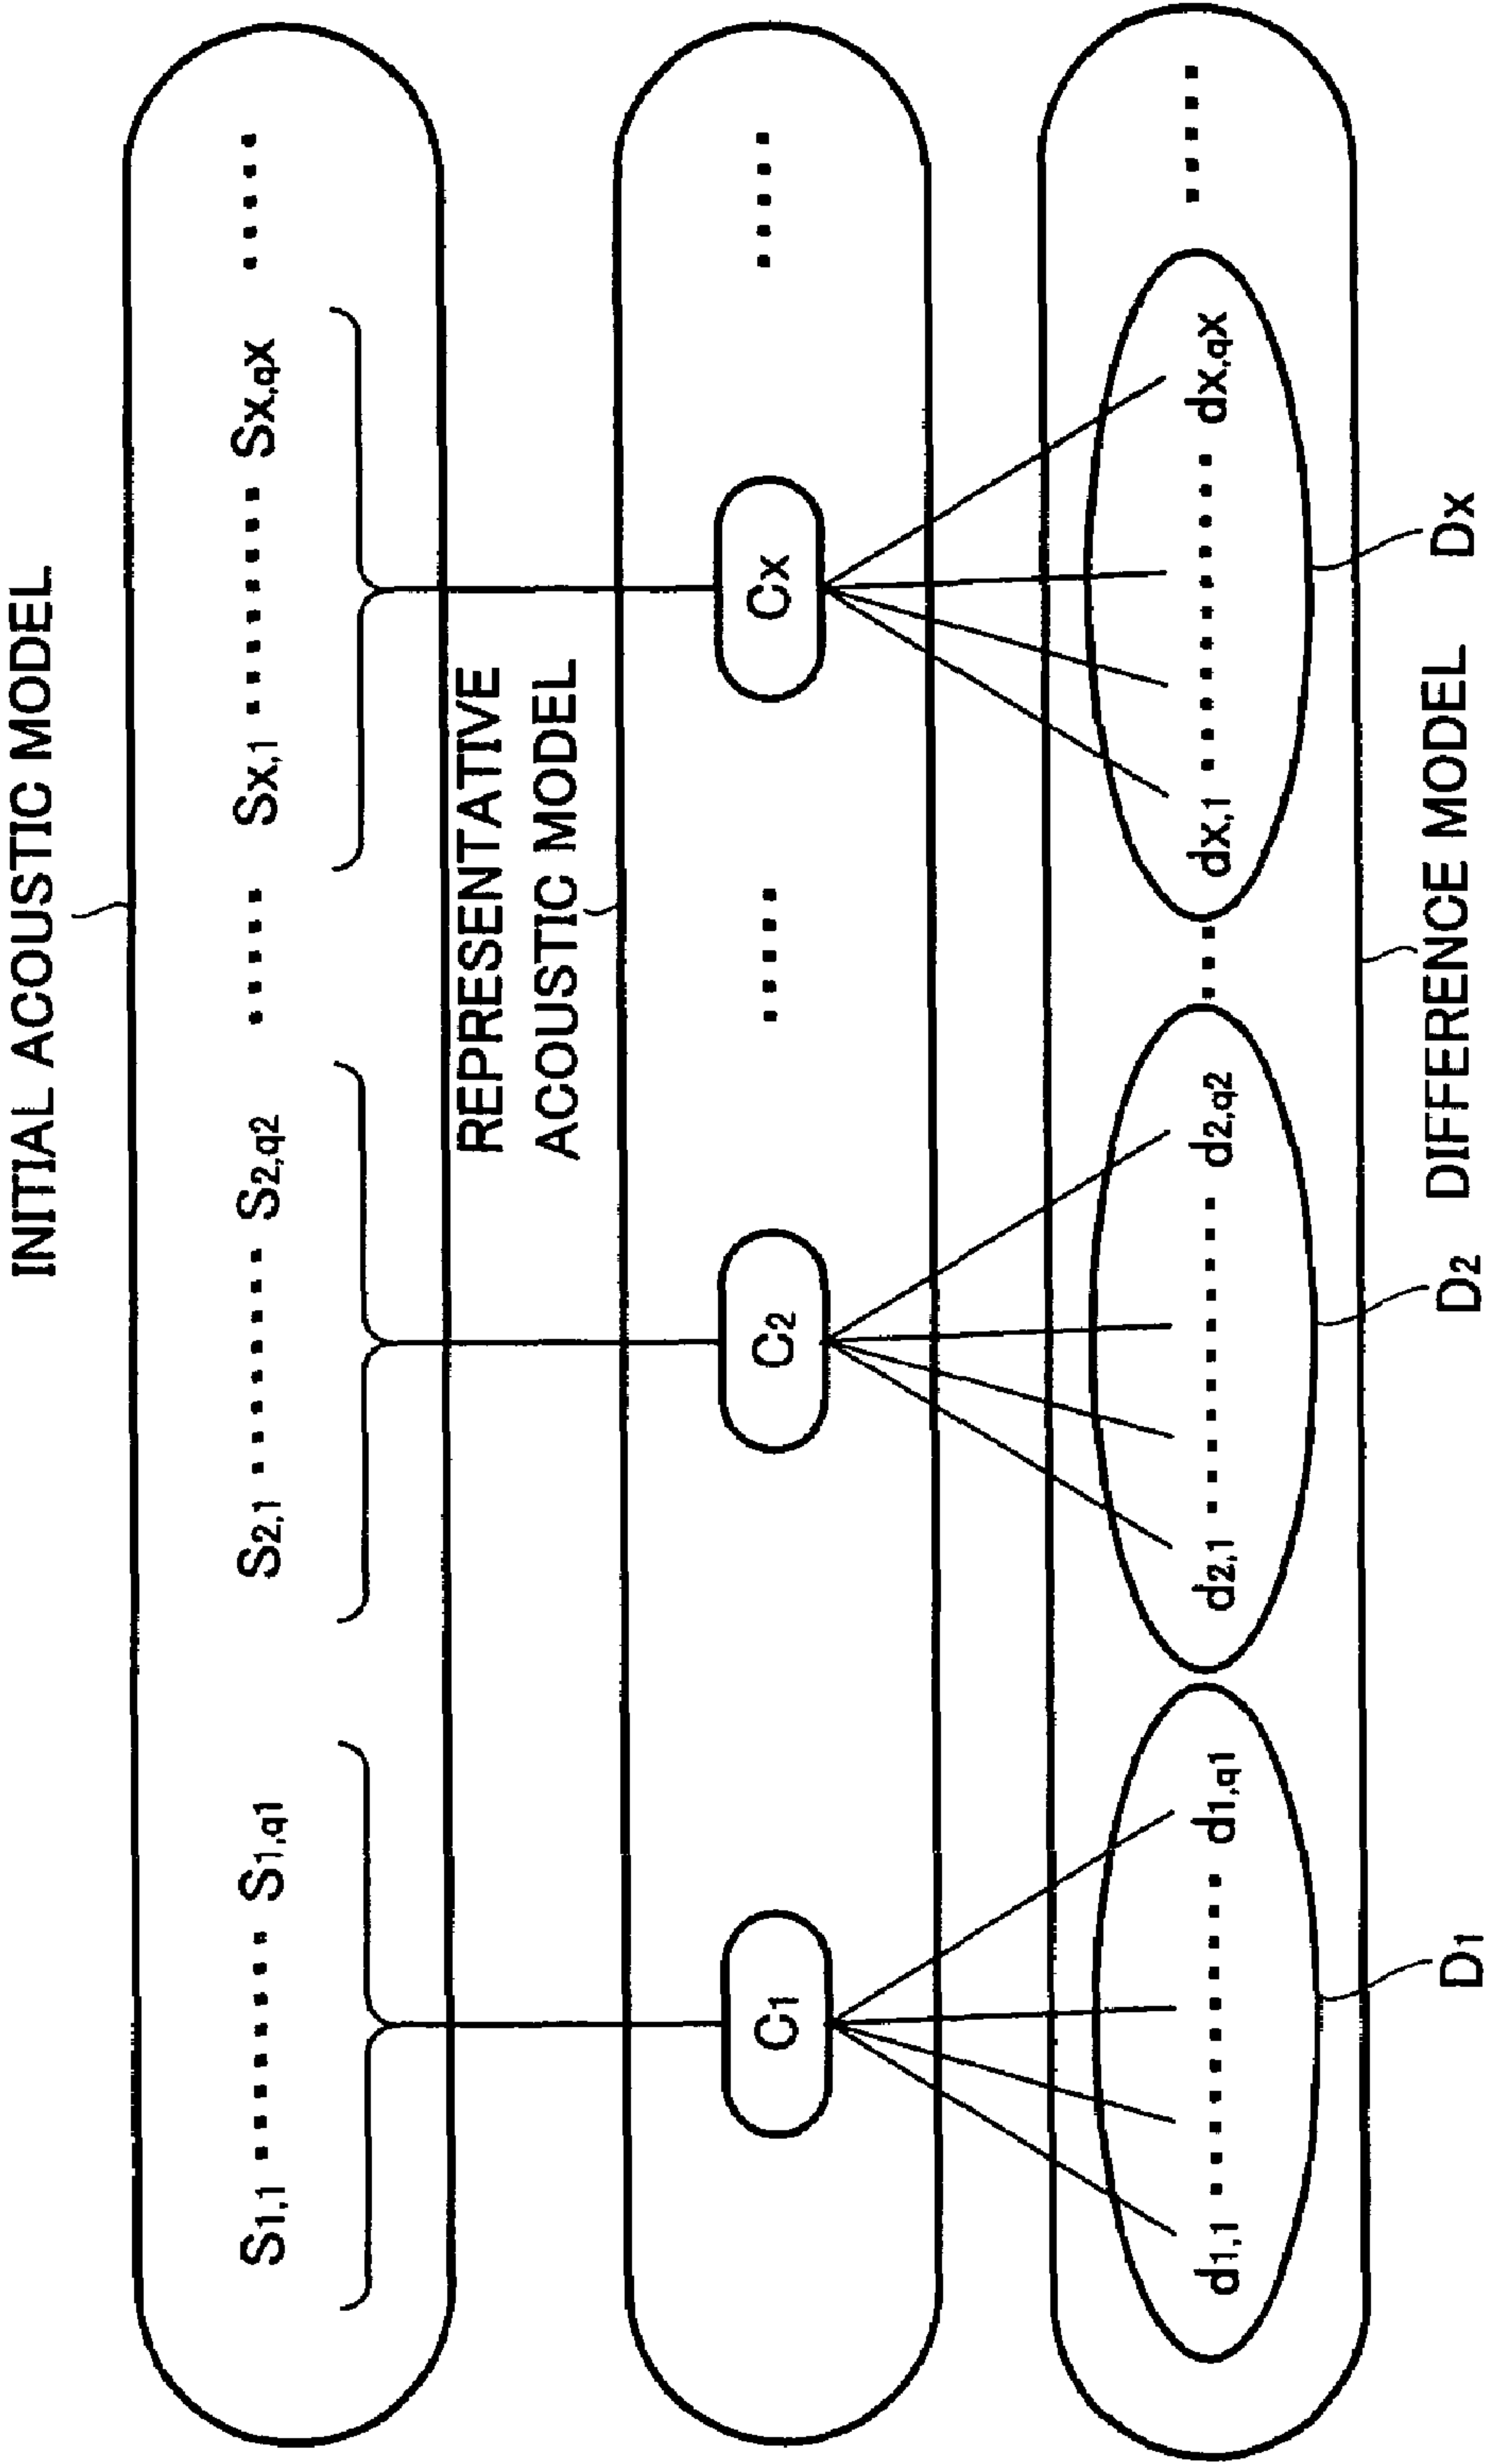 INITIAL ACOUSTIC MODEL
S1,1 ........ S1,q1 S2,1 ........ S2,q2 ..... Sx,1 ........ Sx,qx .....
REPRESENTATIVE
ACOUSTIC MODEL
C1 C2 ..... Cx .....
d1,1 ........... d1,q1 d2,1 ........... d2,q2 ... dx,1 ........... dx,qx .....
D1 D2 DIFFERENCE MODEL Dx